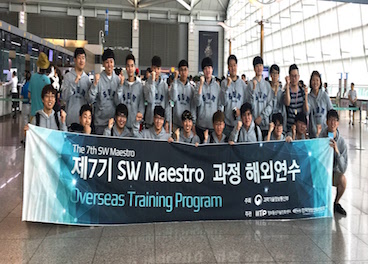 The 7th SW Maestro
제7기 SW Maestro 과정 해외연수
Overseas Training Program
주최
주관 IITP